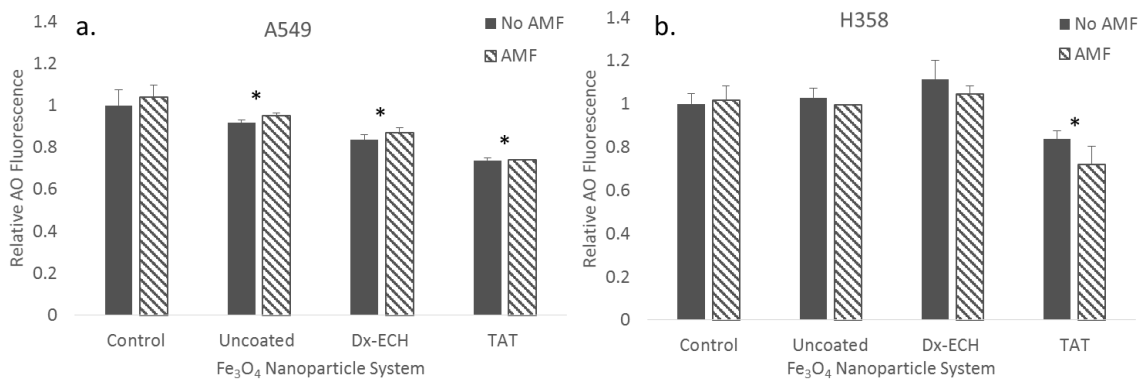 a.
A549
No AMF
AMF
1.4
1.2
1
0.8
0.6
0.4
0.2
0
Relative AO Fluorescence
*
*
*
Control Uncoated Dx-ECH TAT
Fe₃O₄ Nanoparticle System
b.
H358
No AMF
AMF
1.4
1.2
1
0.8
0.6
0.4
0.2
0
Relative AO Fluorescence
*
Control Uncoated Dx-ECH TAT
Fe₃O₄ Nanoparticle System